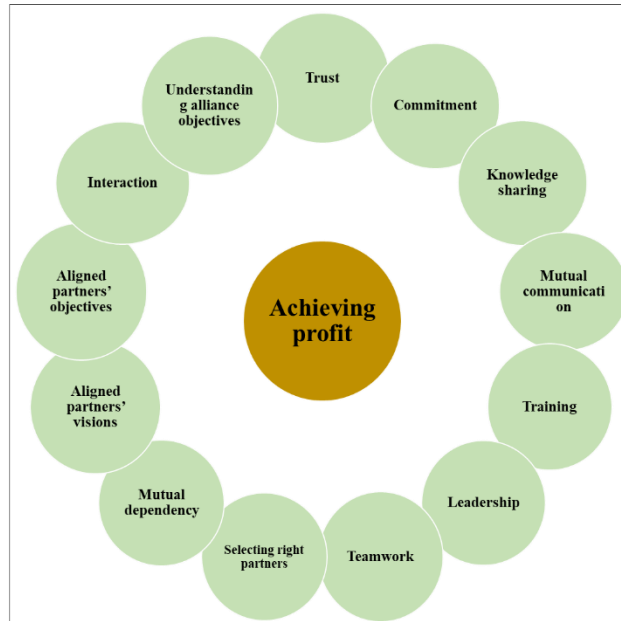 Trust
Commitment
Knowledge
sharing
Mutual
communicati
on
Training
Leadership
Teamwork
Selecting right
partners
Mutual
dependency
Aligned
partners’
visions
Aligned
partners’
objectives
Interaction
Understandin
g alliance
objectives
Achieving
profit